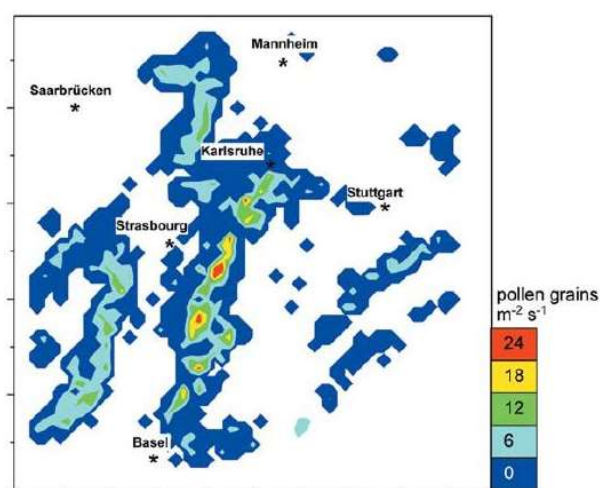 Mannheim
*
Saarbrücken
*
Karlsruhe
*
Stuttgart
*
Strasbourg
*
Basel
*
pollen grains
m⁻² s⁻¹
24
18
12
6
0